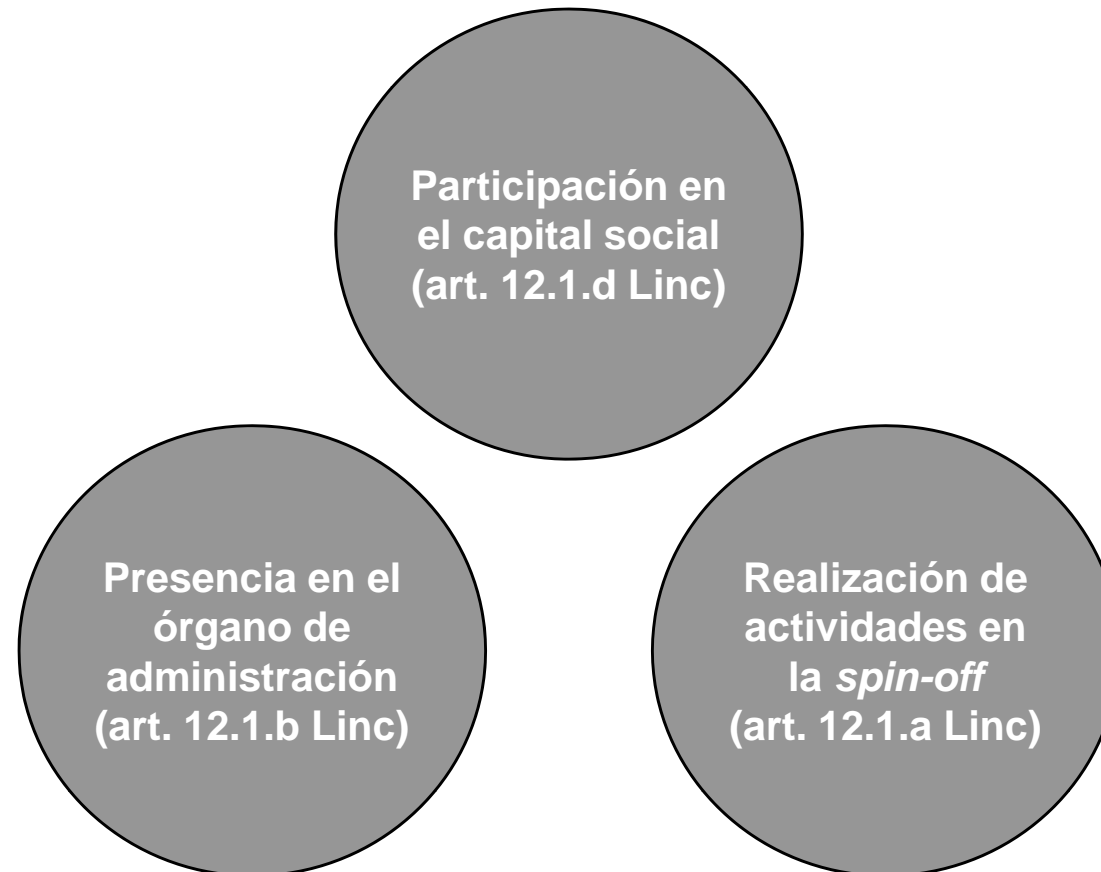 Participación en
el capital social
(art. 12.1.d Linc)
Presencia en el
órgano de
administración
(art. 12.1.b Linc)
Realización de
actividades en
la spin-off
(art. 12.1.a Linc)